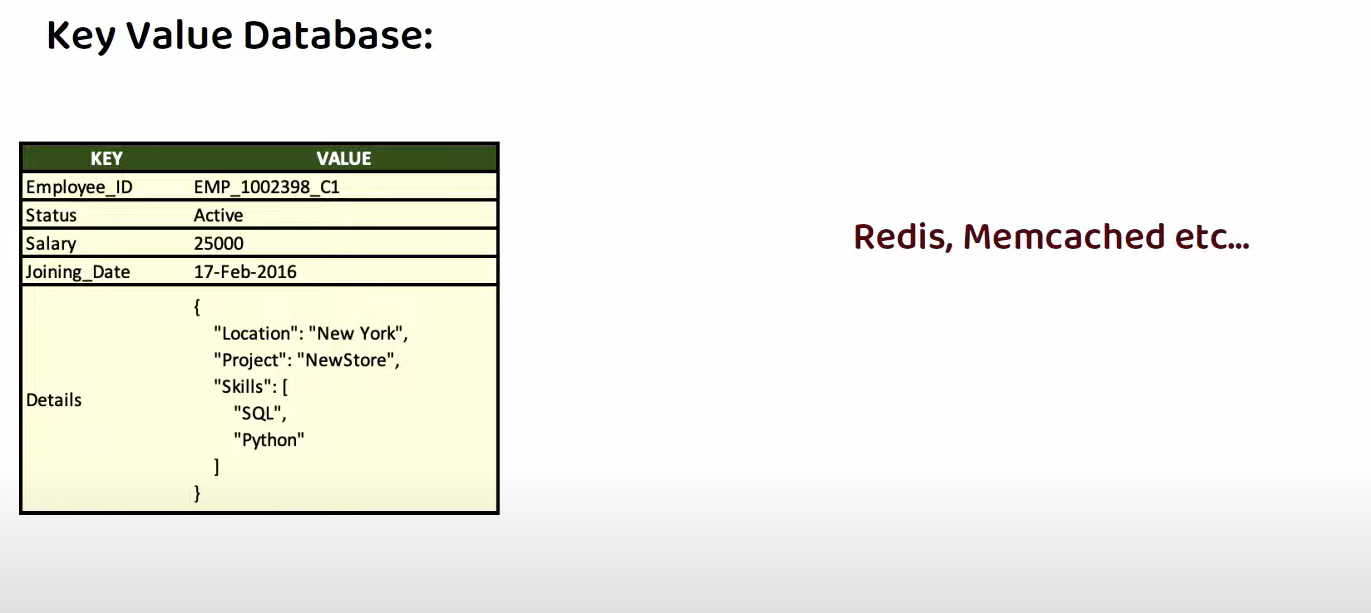 Key Value Database:
KEY VALUE
Employee_ID EMP_1002398_C1
Status Active
Salary 25000
Joining_Date 17-Feb-2016
Details
{
"Location": "New York",
"Project": "NewStore",
"Skills": [
"SQL",
"Python"
]
}
Redis, Memcached etc...